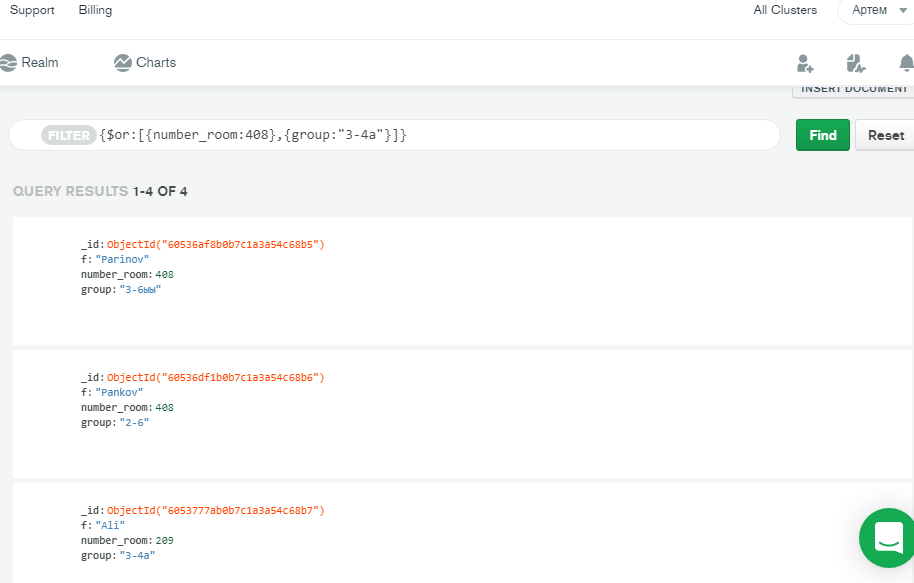 Support Billing All Clusters Артем
Realm Charts
INSERT DOCUMENT
FILTER {$or:[{number_room:408},{group:"3-4a"}]} Find Reset
QUERY RESULTS 1-4 OF 4
_id:ObjectId("60536af8b0b7c1a3a54c68b5")
f:"Parinov"
number_room:408
group:"3-6ыы"
_id:ObjectId("60536df1b0b7c1a3a54c68b6")
f:"Pankov"
number_room:408
group:"2-6"
_id:ObjectId("6053777ab0b7c1a3a54c68b7")
f:"Ali"
number_room:209
group:"3-4a"